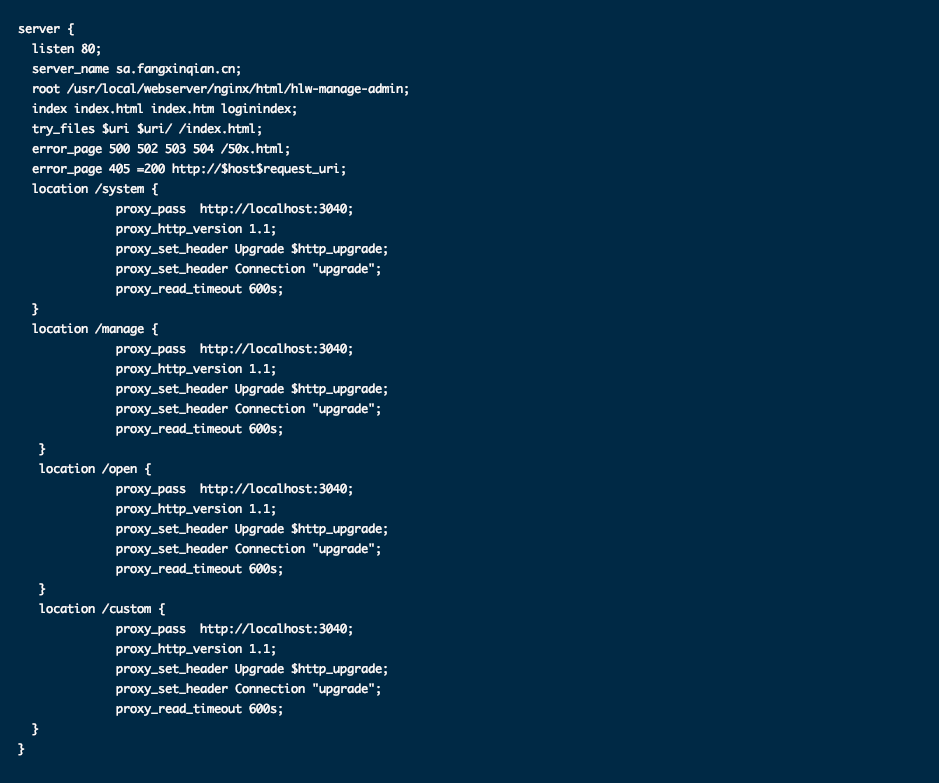 server {
  listen 80;
  server_name sa.fangxinqian.cn;
  root /usr/local/webserver/nginx/html/hlw-manage-admin;
  index index.html index.htm loginindex;
  try_files $uri $uri/ /index.html;
  error_page 500 502 503 504 /50x.html;
  error_page 405 =200 http://$host$request_uri;
  location /system {
              proxy_pass  http://localhost:3040;
              proxy_http_version 1.1;
              proxy_set_header Upgrade $http_upgrade;
              proxy_set_header Connection "upgrade";
              proxy_read_timeout 600s;
  }
  location /manage {
              proxy_pass  http://localhost:3040;
              proxy_http_version 1.1;
              proxy_set_header Upgrade $http_upgrade;
              proxy_set_header Connection "upgrade";
              proxy_read_timeout 600s;
   }
   location /open {
              proxy_pass  http://localhost:3040;
              proxy_http_version 1.1;
              proxy_set_header Upgrade $http_upgrade;
              proxy_set_header Connection "upgrade";
              proxy_read_timeout 600s;
   }
   location /custom {
              proxy_pass  http://localhost:3040;
              proxy_http_version 1.1;
              proxy_set_header Upgrade $http_upgrade;
              proxy_set_header Connection "upgrade";
              proxy_read_timeout 600s;
  }
}